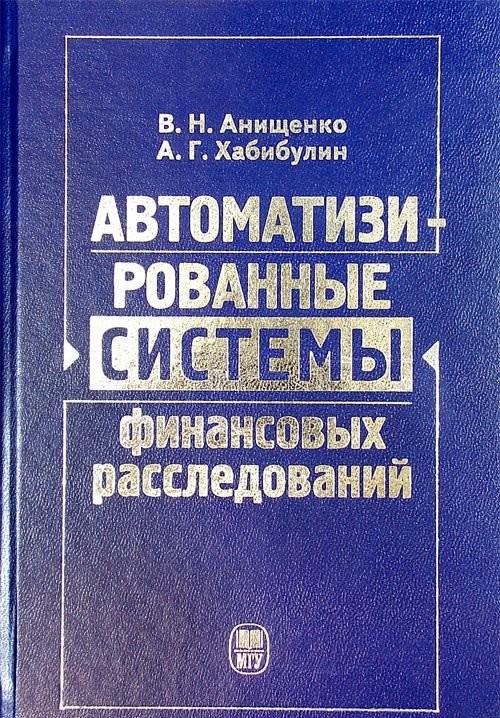 В. Н. Анищенко
А. Г. Хабибулин
АВТОМАТИЗИ-
РОВАННЫЕ
СИСТЕМЫ
финансовых
расследований
МГУ